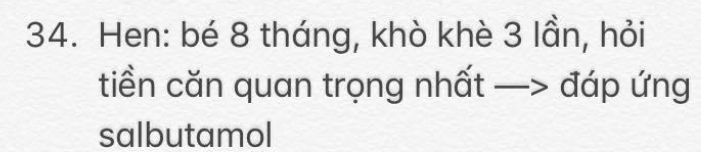 34. Hen: bé 8 tháng, khò khè 3 lần, hỏi
tiền căn quan trọng nhất —> đáp ứng
salbutamol